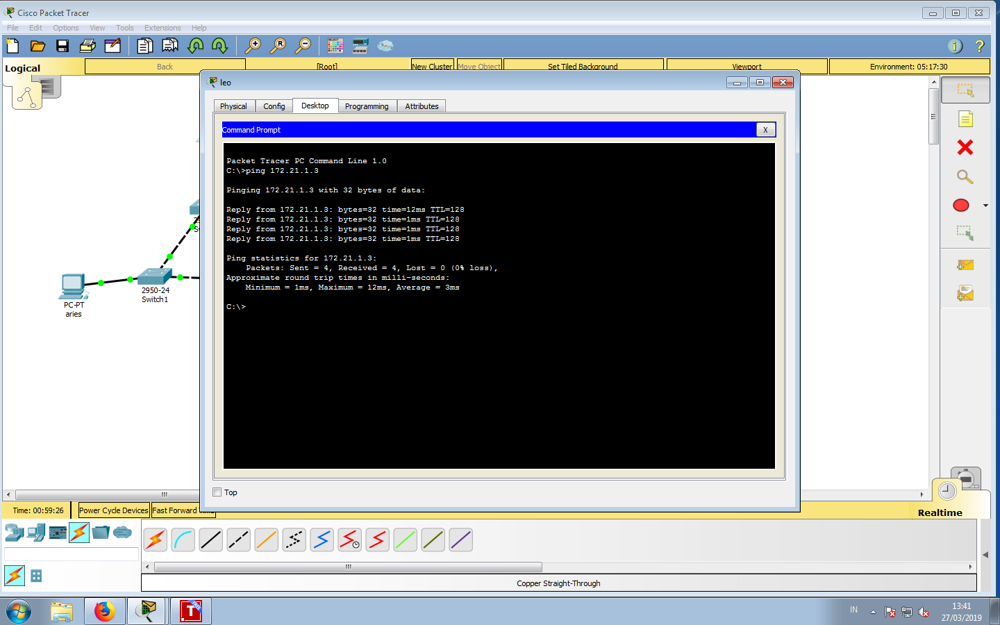 Cisco Packet Tracer
File Edit Options View Tools Extensions Help
Logical
Back
[Root]
New Cluster
Move Object
Set Tiled Background
Viewport
Environment: 05:17:30
leo
Physical
Config
Desktop
Programming
Attributes
Command Prompt
X
Packet Tracer PC Command Line 1.0
C:\>ping 172.21.1.3
Pinging 172.21.1.3 with 32 bytes of data:
Reply from 172.21.1.3: bytes=32 time=12ms TTL=128
Reply from 172.21.1.3: bytes=32 time=1ms TTL=128
Reply from 172.21.1.3: bytes=32 time=1ms TTL=128
Reply from 172.21.1.3: bytes=32 time=1ms TTL=128
Ping statistics for 172.21.1.3:
Packets: Sent = 4, Received = 4, Lost = 0 (0% loss),
Approximate round trip times in milli-seconds:
Minimum = 1ms, Maximum = 12ms, Average = 3ms
C:\>
PC-PT
aries
2950-24
Switch1
Top
Time: 00:59:26
Power Cycle Devices
Fast Forward
Realtime
Copper Straight-Through
IN
13:41
27/03/2019